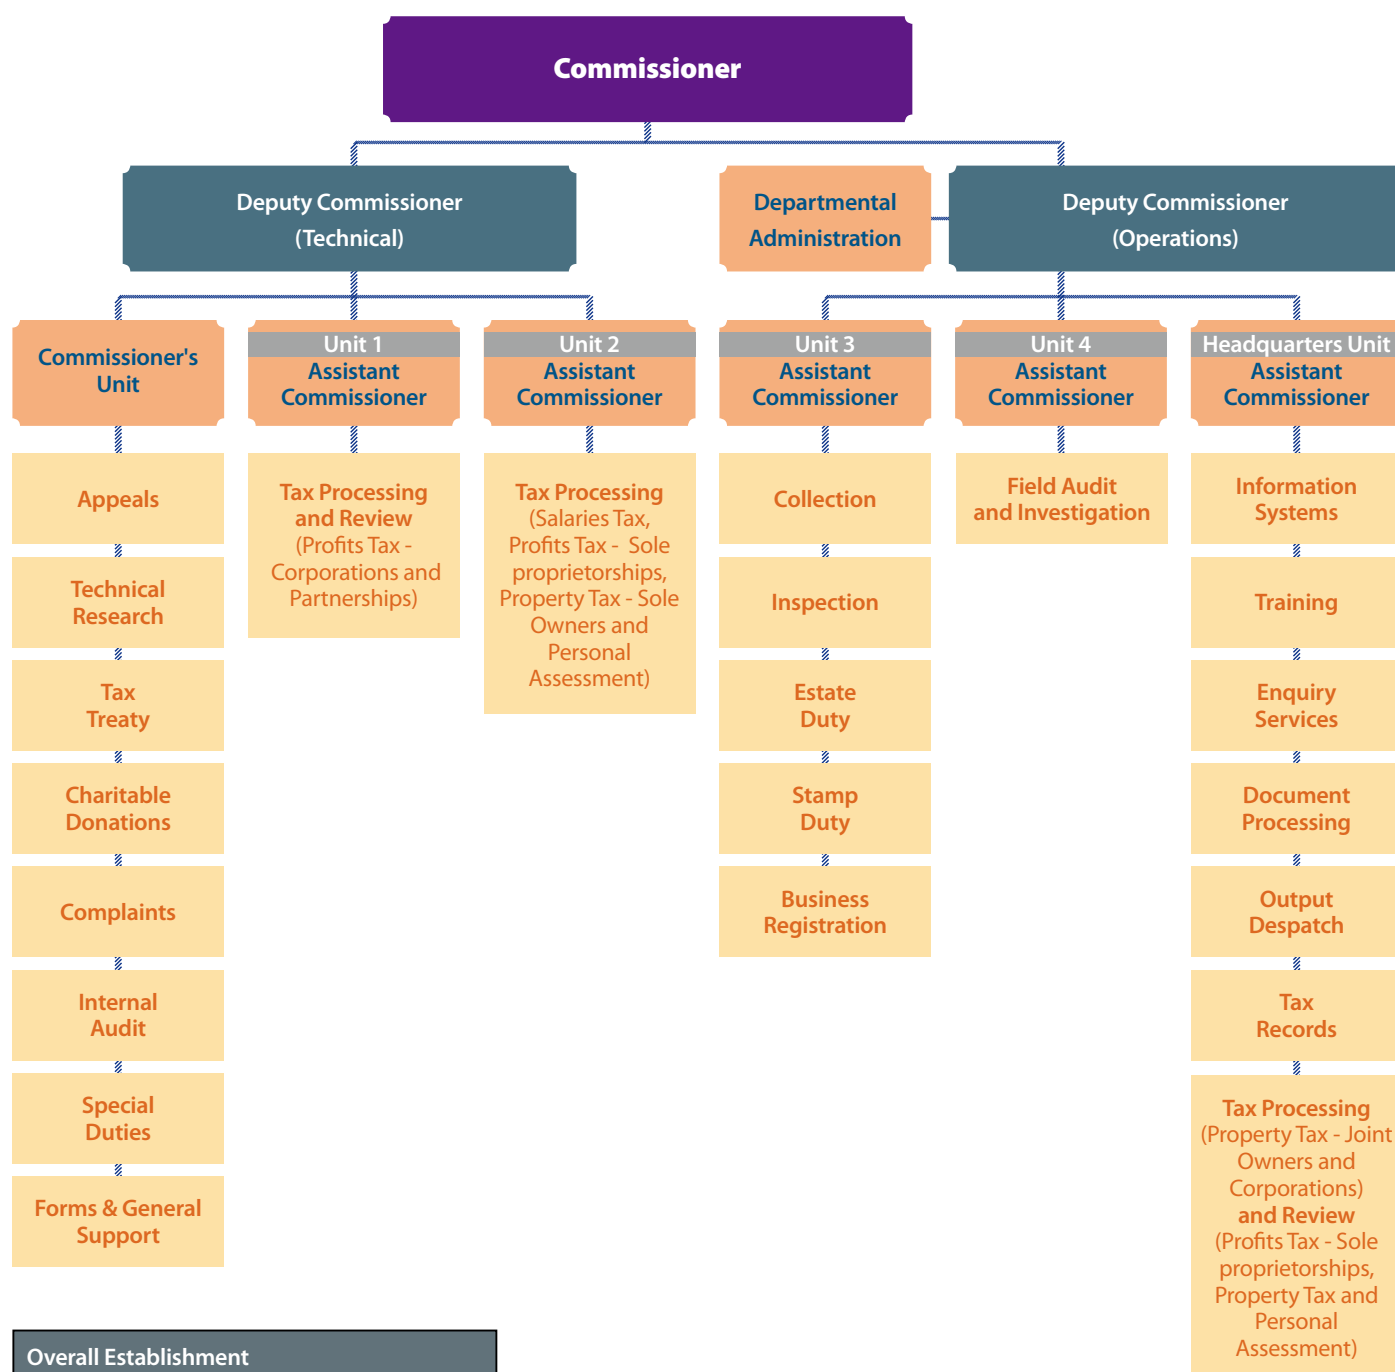 Commissioner
Deputy Commissioner
(Technical)
Departmental
Administration
Deputy Commissioner
(Operations)
Commissioner's
Unit
Unit 1
Assistant
Commissioner
Unit 2
Assistant
Commissioner
Unit 3
Assistant
Commissioner
Unit 4
Assistant
Commissioner
Headquarters Unit
Assistant
Commissioner
Appeals
Technical
Research
Tax
Treaty
Charitable
Donations
Complaints
Internal
Audit
Special
Duties
Forms & General
Support
Tax Processing
and Review
(Profits Tax -
Corporations and
Partnerships)
Tax Processing
(Salaries Tax,
Profits Tax - Sole
proprietorships,
Property Tax - Sole
Owners and
Personal
Assessment)
Collection
Inspection
Estate
Duty
Stamp
Duty
Business
Registration
Field Audit
and Investigation
Information
Systems
Training
Enquiry
Services
Document
Processing
Output
Despatch
Tax
Records
Tax Processing
(Property Tax - Joint
Owners and
Corporations)
and Review
(Profits Tax - Sole
proprietorships,
Property Tax and
Personal
Assessment)
Overall Establishment